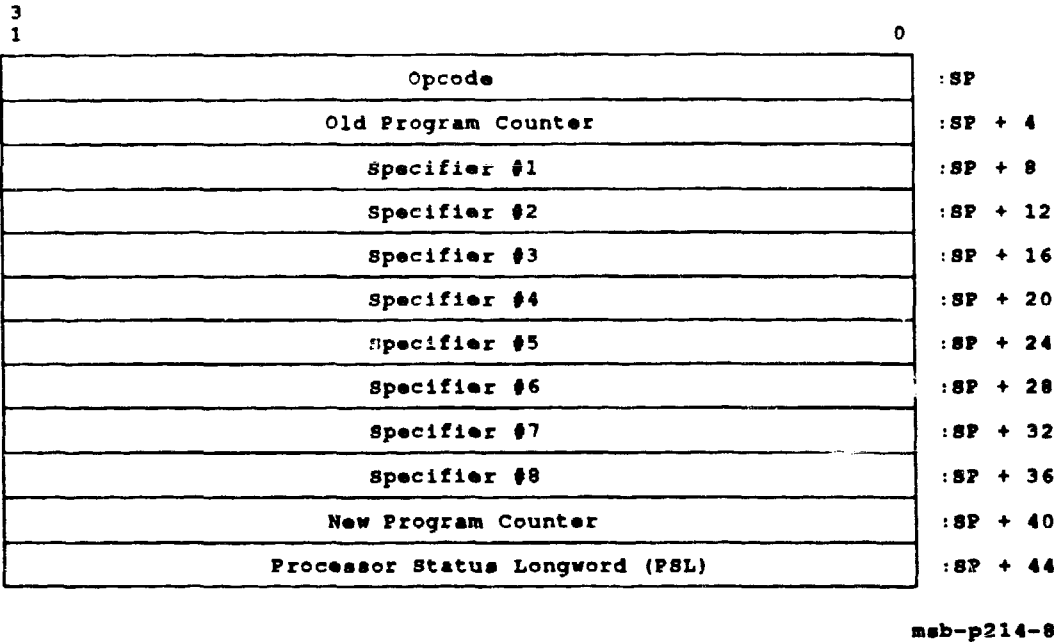 3
1 0
Opcode :SP
Old Program Counter :SP + 4
Specifier #1 :SP + 8
Specifier #2 :SP + 12
Specifier #3 :SP + 16
Specifier #4 :SP + 20
Specifier #5 :SP + 24
Specifier #6 :SP + 28
Specifier #7 :SP + 32
Specifier #8 :SP + 36
New Program Counter :SP + 40
Processor Status Longword (PSL) :SP + 44
msb-p214-8